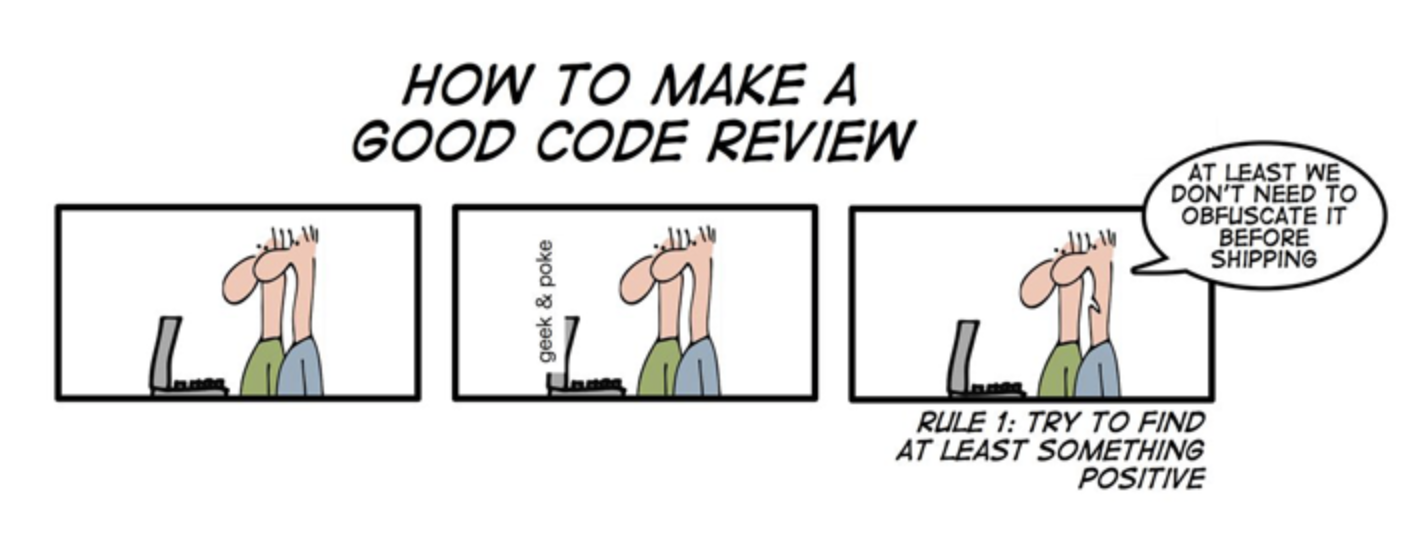 HOW TO MAKE A
GOOD CODE REVIEW
geek & poke
AT LEAST WE
DON'T NEED TO
OBFUSCATE IT
BEFORE
SHIPPING
RULE 1: TRY TO FIND
AT LEAST SOMETHING
POSITIVE